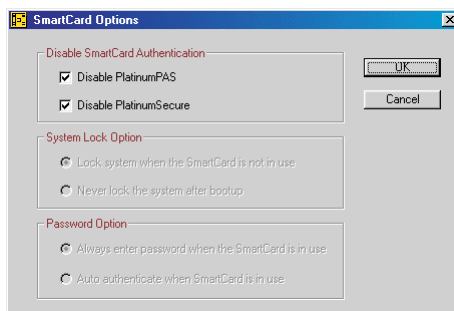 SmartCard Options
Disable SmartCard Authentication
Disable PlatinumPAS
Disable PlatinumSecure
OK
Cancel
System Lock Option
Lock system when the SmartCard is not in use
Never lock the system after bootup
Password Option
Always enter password when the SmartCard is in use
Auto authenticate when SmartCard is in use